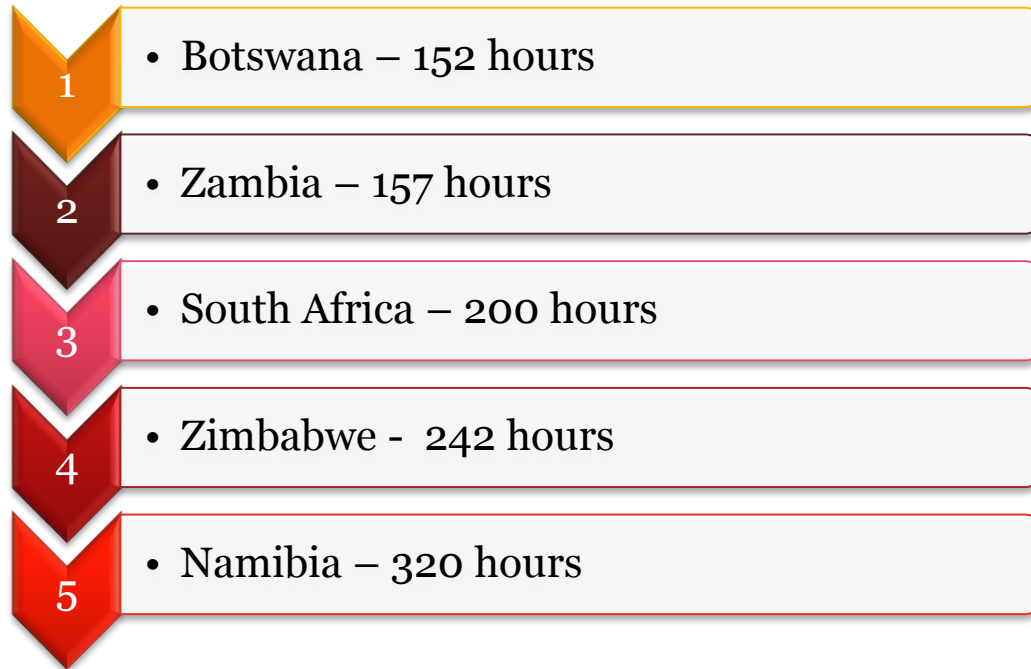 1
• Botswana – 152 hours
2
• Zambia – 157 hours
3
• South Africa – 200 hours
4
• Zimbabwe -  242 hours
5
• Namibia – 320 hours